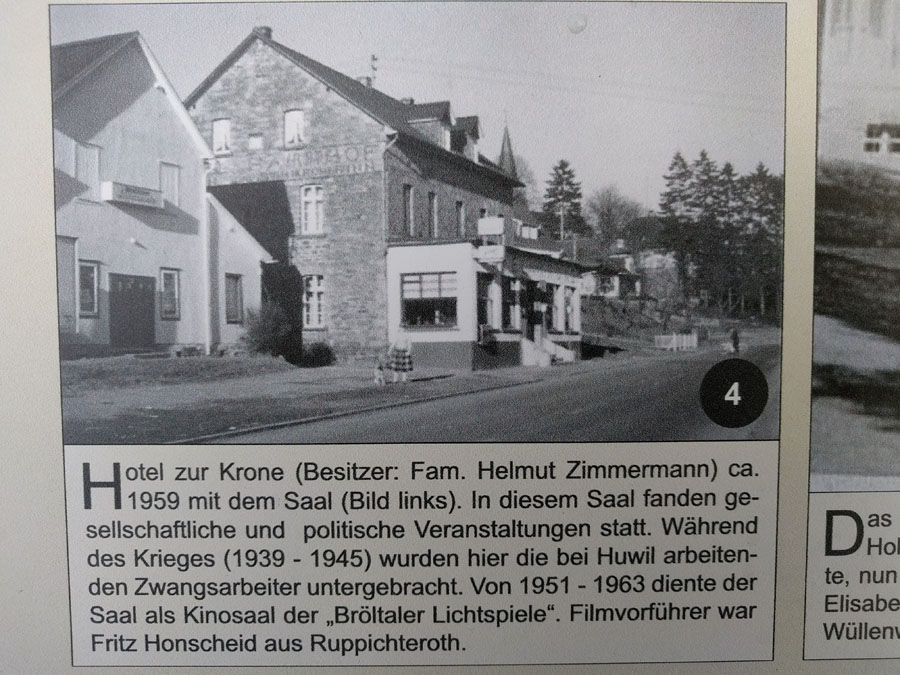 4
Hotel zur Krone (Besitzer: Fam. Helmut Zimmermann) ca.
1959 mit dem Saal (Bild links). In diesem Saal fanden ge-
sellschaftliche und politische Veranstaltungen statt. Während
des Krieges (1939 - 1945) wurden hier die bei Huwil arbeiten-
den Zwangsarbeiter untergebracht. Von 1951 - 1963 diente der
Saal als Kinosaal der „Bröltaler Lichtspiele“. Filmvorführer war
Fritz Honscheid aus Ruppichteroth.
Das
Hol
te, nun
Elisabe
Wüllenw